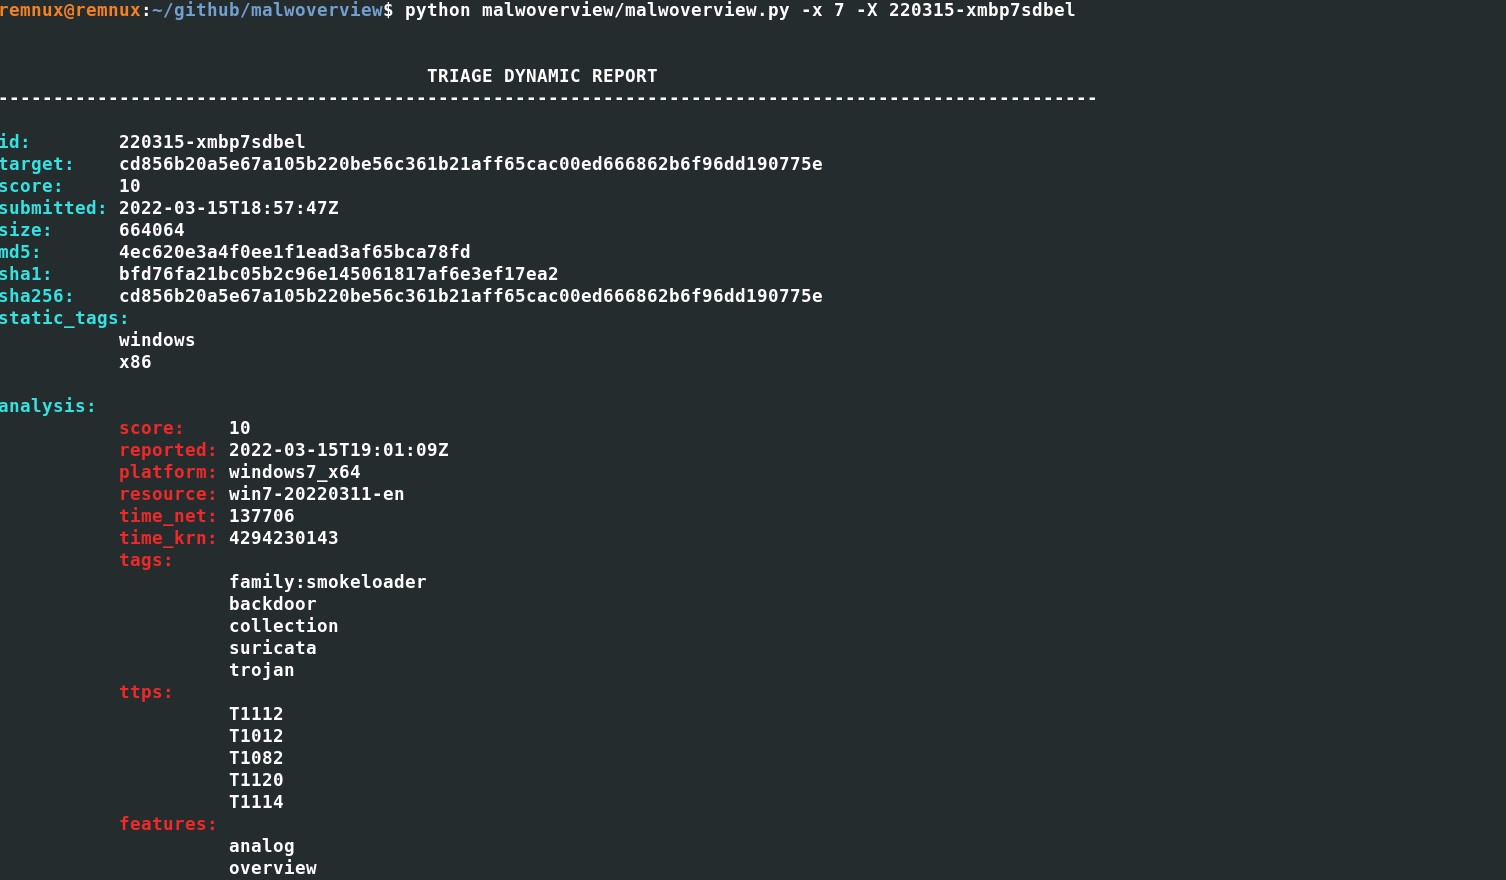 remnux@remnux:~/github/malwoverview$ python malwoverview/malwoverview.py -x 7 -X 220315-xmbp7sdbel
TRIAGE DYNAMIC REPORT
----------------------------------------------------------------------------------------------------
id: 220315-xmbp7sdbel
target: cd856b20a5e67a105b220be56c361b21aff65cac00ed666862b6f96dd190775e
score: 10
submitted: 2022-03-15T18:57:47Z
size: 664064
md5: 4ec620e3a4f0ee1f1ead3af65bca78fd
sha1: bfd76fa21bc05b2c96e145061817af6e3ef17ea2
sha256: cd856b20a5e67a105b220be56c361b21aff65cac00ed666862b6f96dd190775e
static_tags:
windows
x86
analysis:
score: 10
reported: 2022-03-15T19:01:09Z
platform: windows7_x64
resource: win7-20220311-en
time_net: 137706
time_krn: 4294230143
tags:
family:smokeloader
backdoor
collection
suricata
trojan
ttps:
T1112
T1012
T1082
T1120
T1114
features:
analog
overview